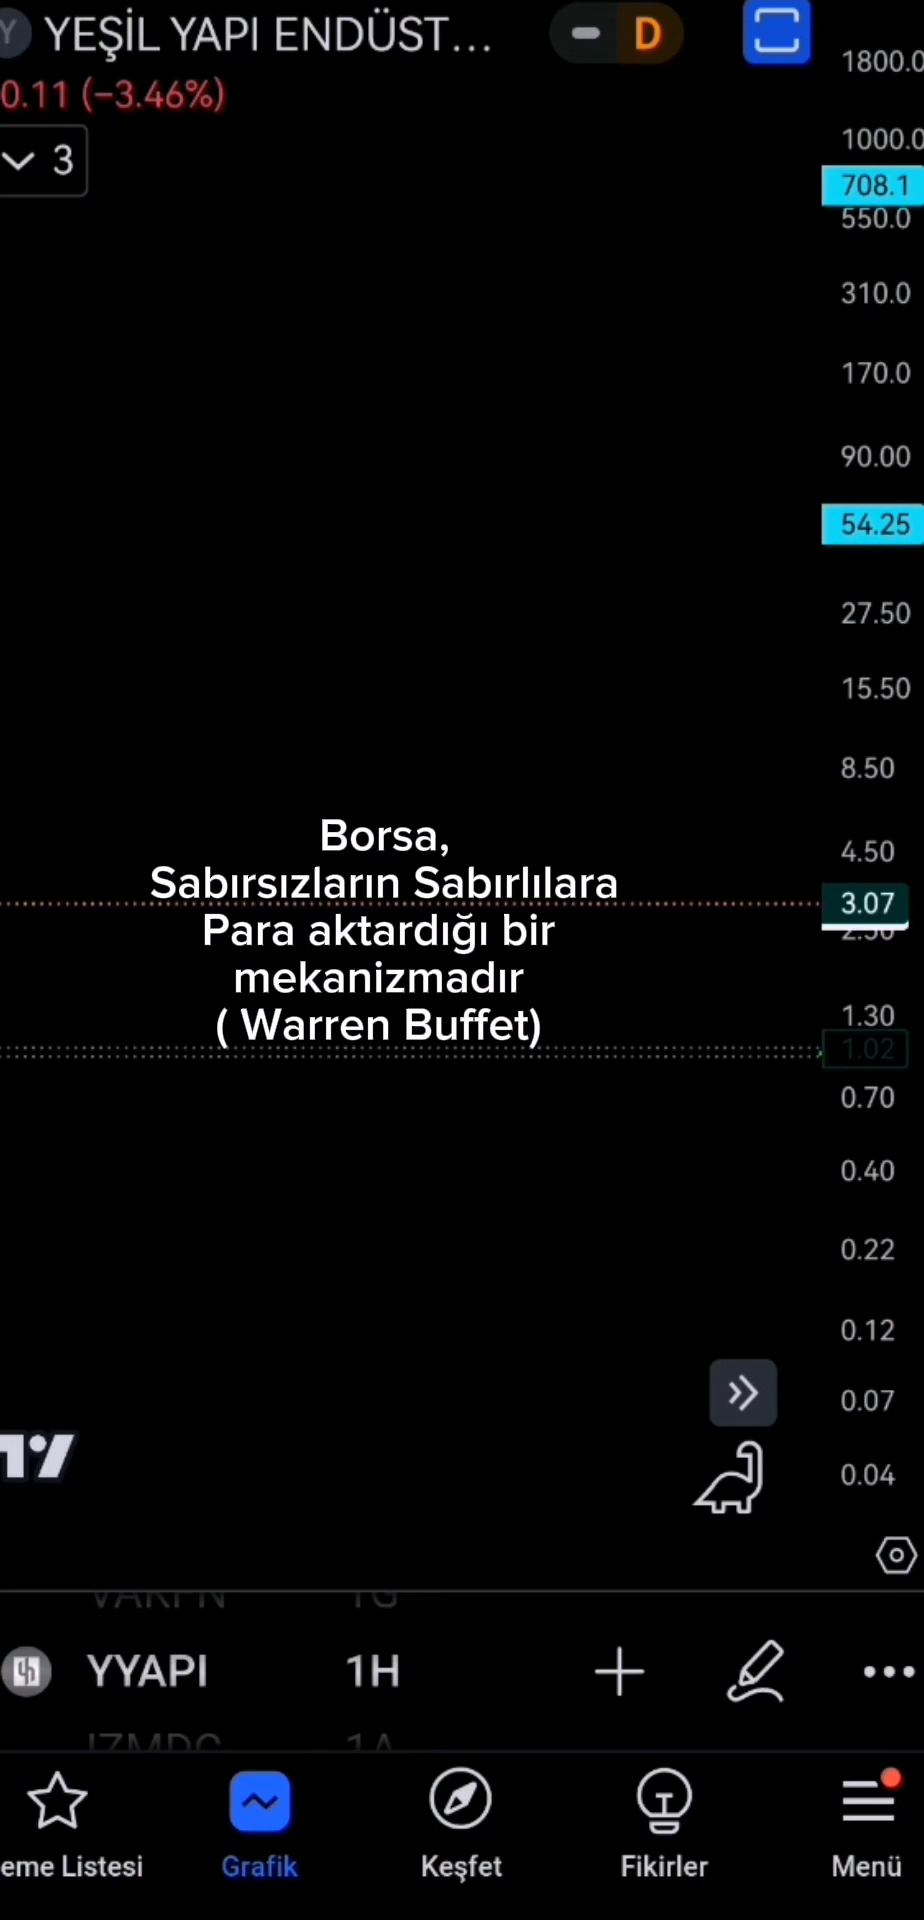 YEŞİL YAPI ENDÜST...
D
0.11 (−3.46%)
3
1800.0
1000.0
708.1
550.0
310.0
170.0
90.00
54.25
27.50
15.50
8.50
4.50
3.07
1.30
1.02
0.70
0.40
0.22
0.12
0.07
0.04
Borsa,
Sabırsızların Sabırlılara
Para aktardığı bir
mekanizmadır
( Warren Buffet)
YYAPI 1H
eme Listesi
Grafik
Keşfet
Fikirler
Menü